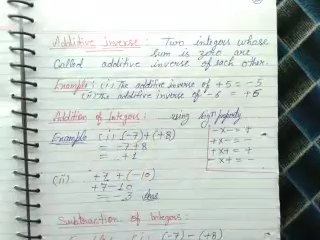 Additive inverse: Two integers whose
sum is zero are
Called additive inverse of each other.
Example: (i) The additive inverse of +5 = -5
(ii) The additive inverse of -6 = +6
Addition of Integers: using sign property
Example (i) (-7)+(+8)
= -7+8
= +1
-x- = +
+x- = -
+x+ = +
-x+ = -
(ii) +7 + (-10)
+7-10
= -3 Ans
Subtraction of Integers:
(-7) - (+8)